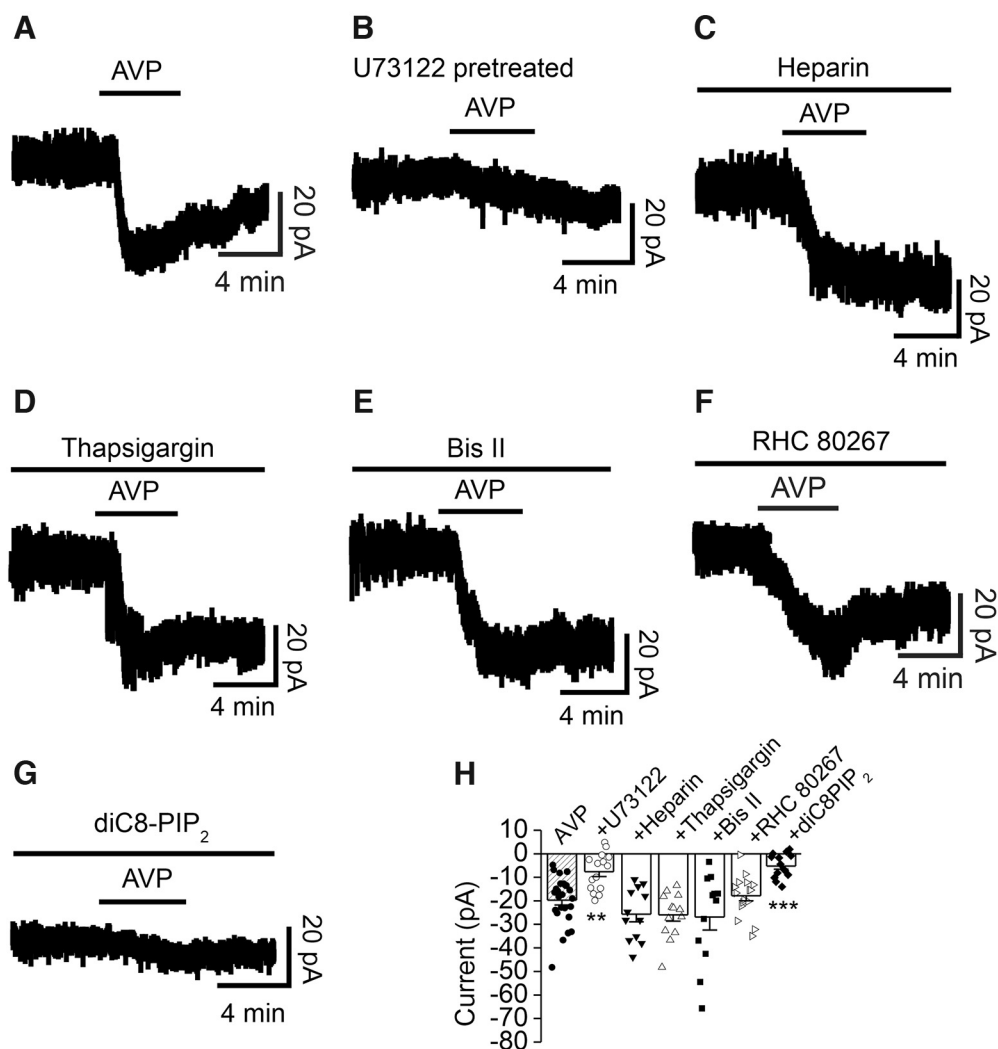 A
AVP
20 pA
4 min
B
U73122 pretreated
AVP
20 pA
4 min
C
Heparin
AVP
20 pA
4 min
D
Thapsigargin
AVP
20 pA
4 min
E
Bis II
AVP
20 pA
4 min
F
RHC 80267
AVP
20 pA
4 min
G
diC8-PIP2
AVP
20 pA
4 min
H
AVP
+U73122
+Heparin
+Thapsigargin
+Bis II
+RHC 80267
+diC8PIP 2
Current (pA)
10
0
-10
-20
-30
-40
-50
-60
-70
-80
**
***